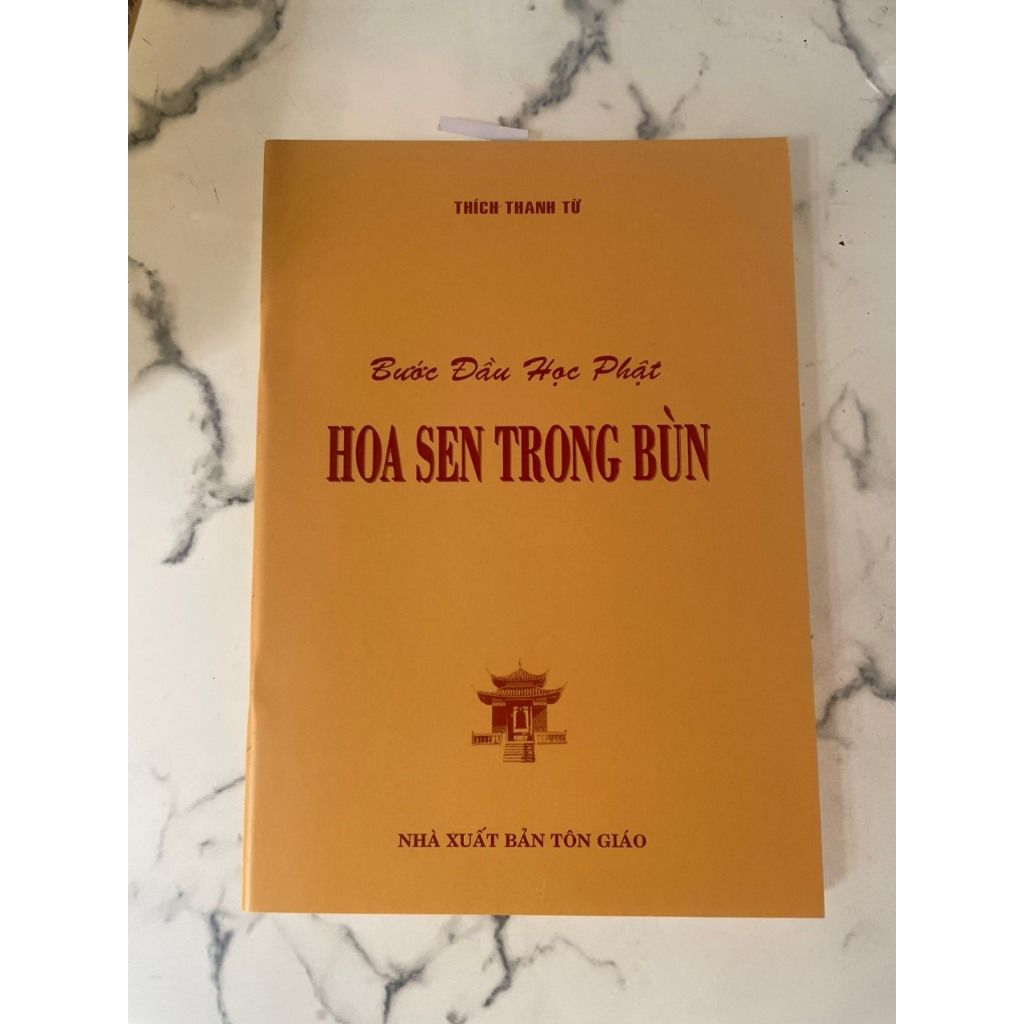 THÍCH THANH TỪ
Bước Đầu Học Phật
HOA SEN TRONG BÙN
NHÀ XUẤT BẢN TÔN GIÁO